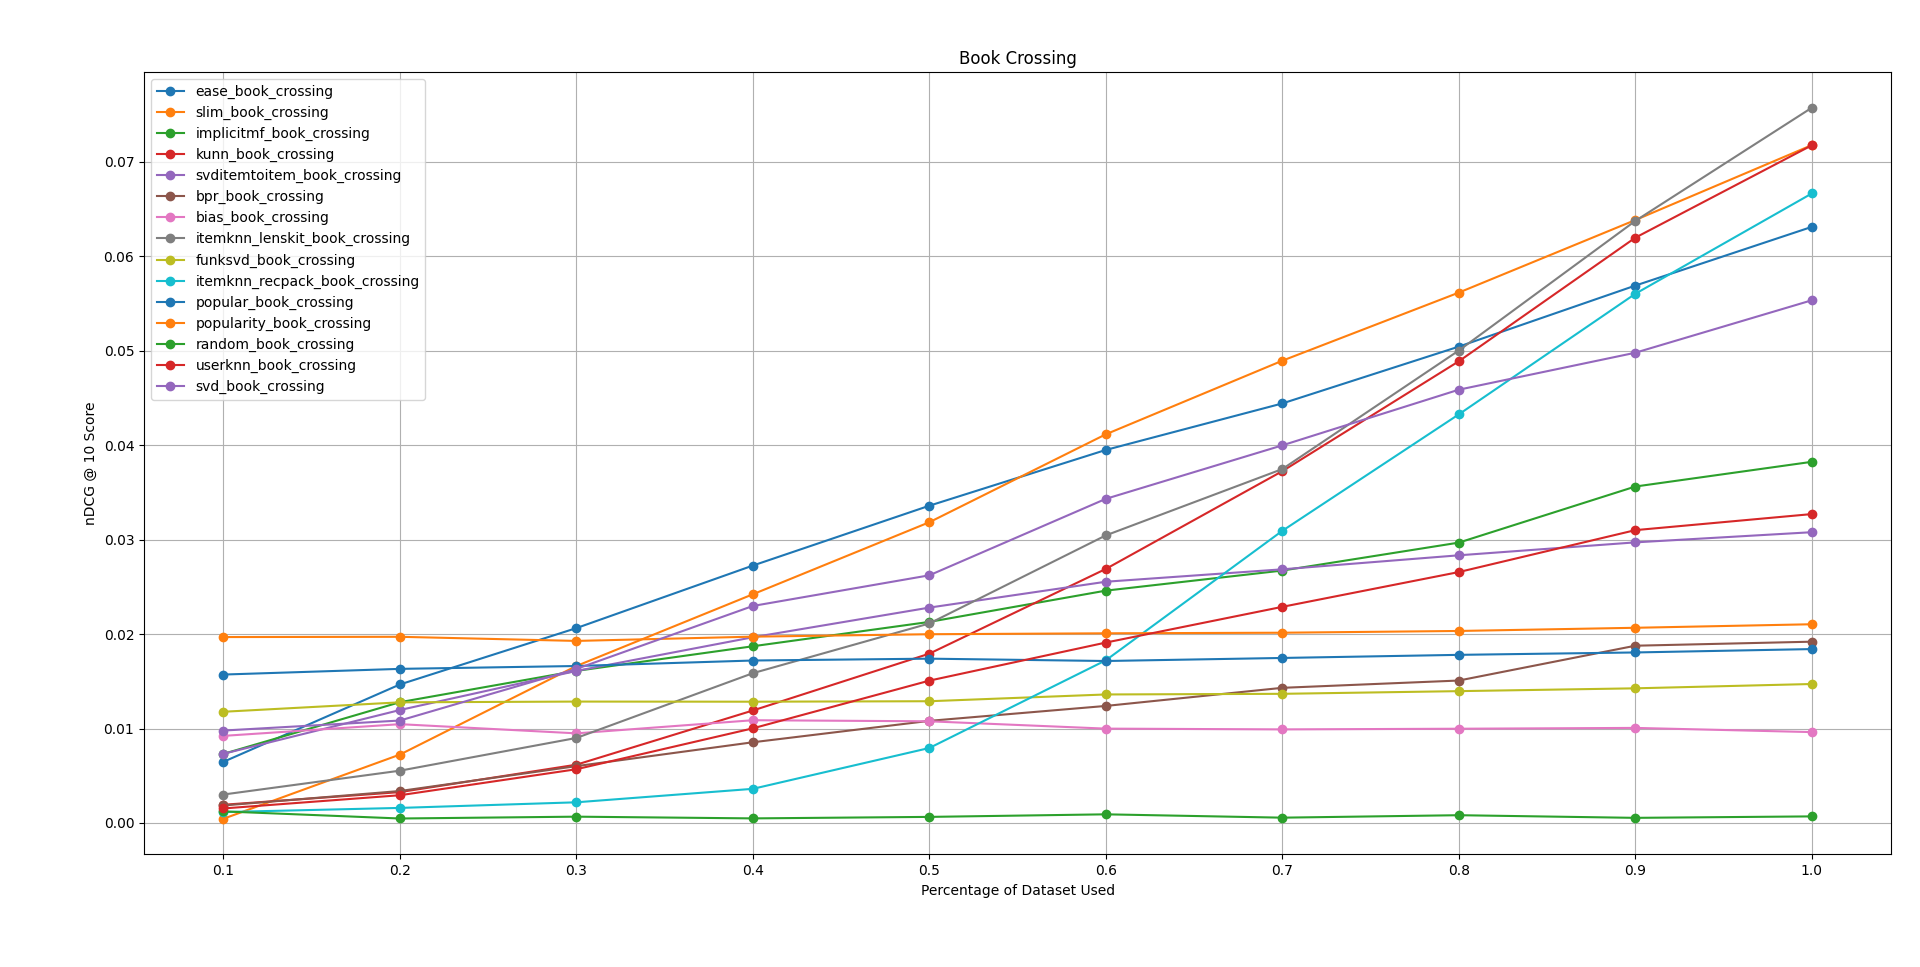 Book Crossing
ease_book_crossing
slim_book_crossing
implicitmf_book_crossing
kunn_book_crossing
svditemtoitem_book_crossing
bpr_book_crossing
bias_book_crossing
itemknn_lenskit_book_crossing
funksvd_book_crossing
itemknn_recpack_book_crossing
popular_book_crossing
popularity_book_crossing
random_book_crossing
userknn_book_crossing
svd_book_crossing
nDCG @ 10 Score
0.07
0.06
0.05
0.04
0.03
0.02
0.01
0.00
0.1 0.2 0.3 0.4 0.5 0.6 0.7 0.8 0.9 1.0
Percentage of Dataset Used